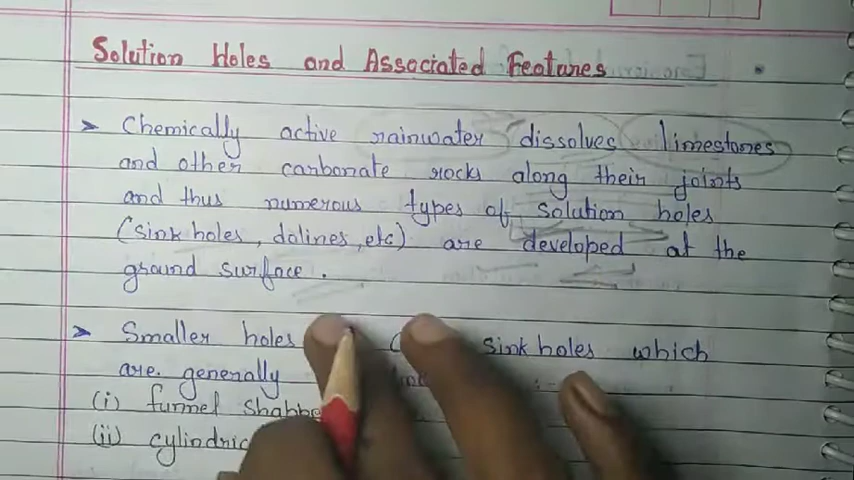 Solution Holes and Associated Features
➤ Chemically active rainwater dissolves limestones
and other carbonate rocks along their joints
and thus numerous types of solution holes
(sink holes, dolines, etc) are developed at the
ground surface.
➤ Smaller holes sink holes which
are generally
(i) funnel shabbe
(ii) cylindric